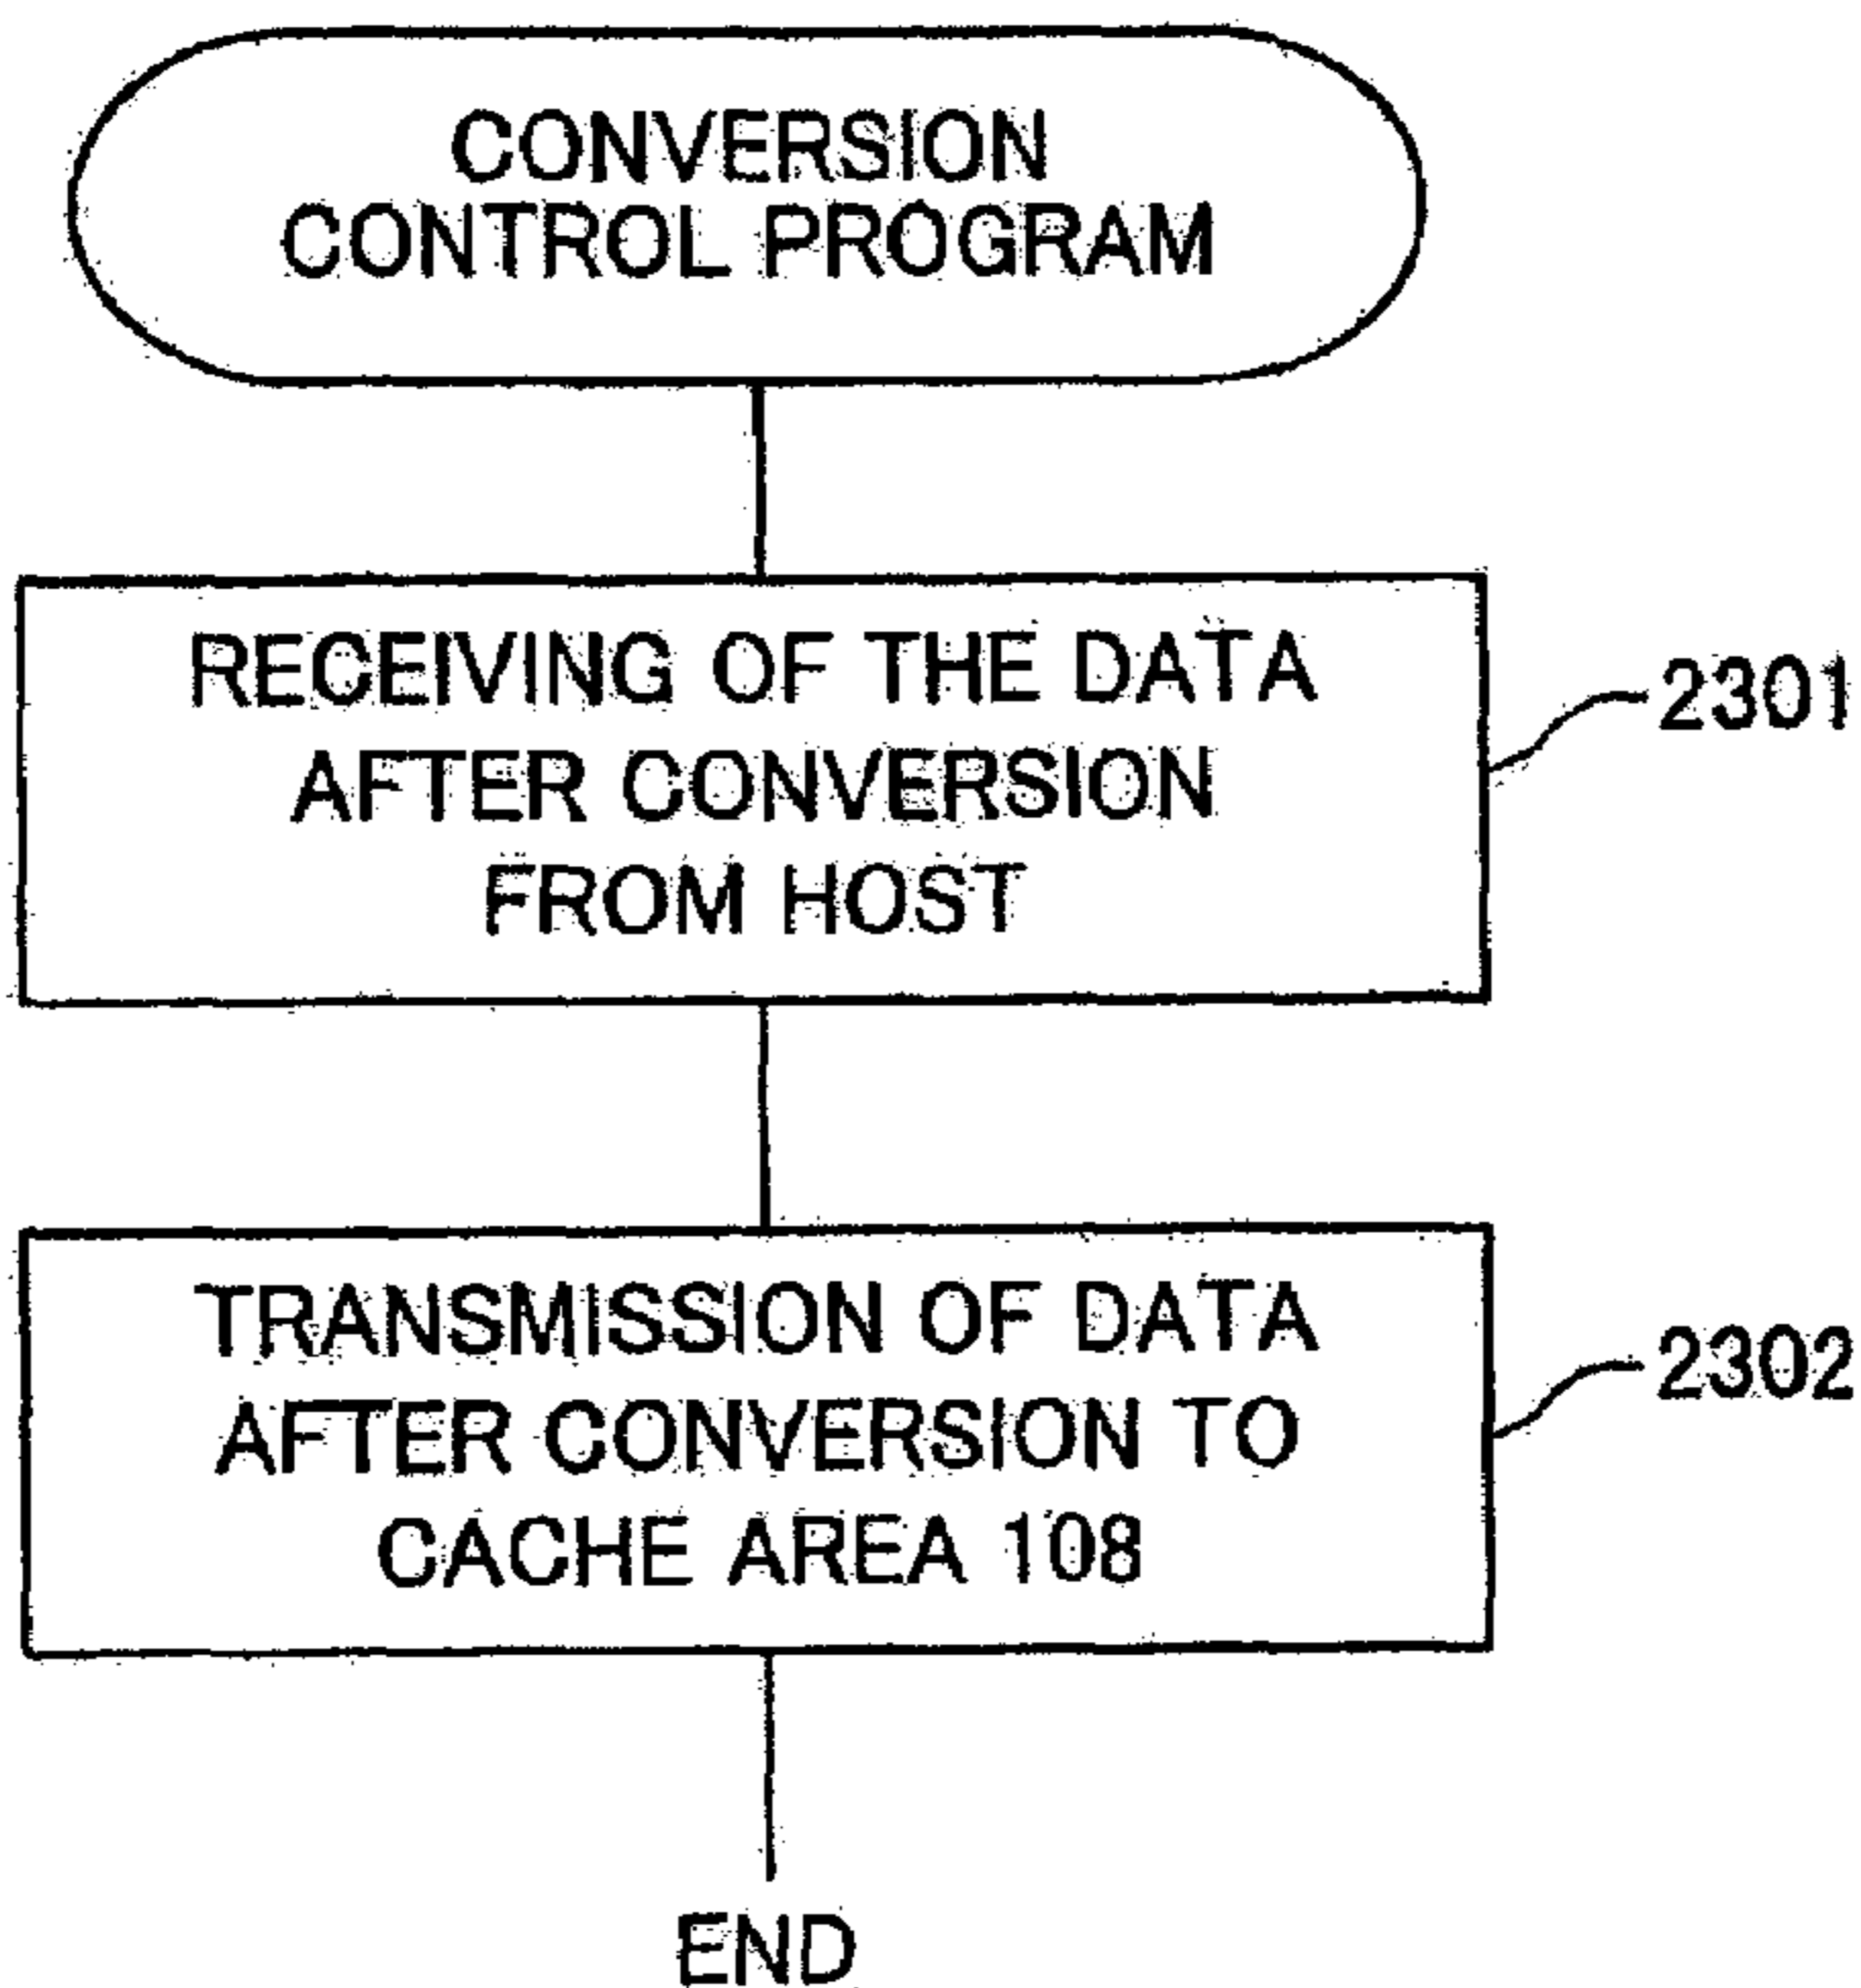 CONVERSION
CONTROL PROGRAM
RECEIVING OF THE DATA
AFTER CONVERSION
FROM HOST
2301
TRANSMISSION OF DATA
AFTER CONVERSION TO
CACHE AREA 108
2302
END